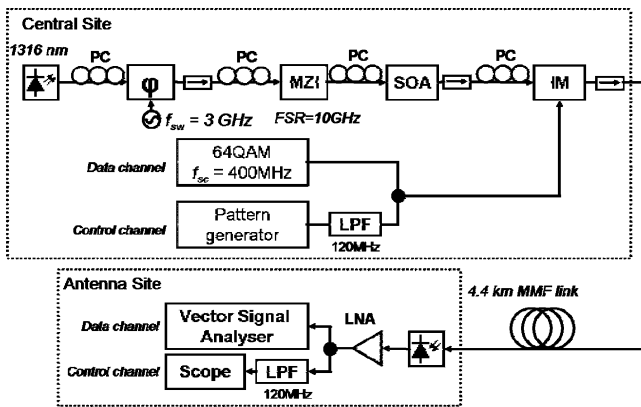 Central Site
1316 nm
PC
PC
PC
PC
φ
MZI
SOA
IM
fsw = 3 GHz
FSR=10GHz
Data channel
64QAM
fsc = 400MHz
Control channel
Pattern
generator
LPF
120MHz
Antenna Site
4.4 km MMF link
Data channel
Vector Signal
Analyser
LNA
Control channel
Scope
LPF
120MHz